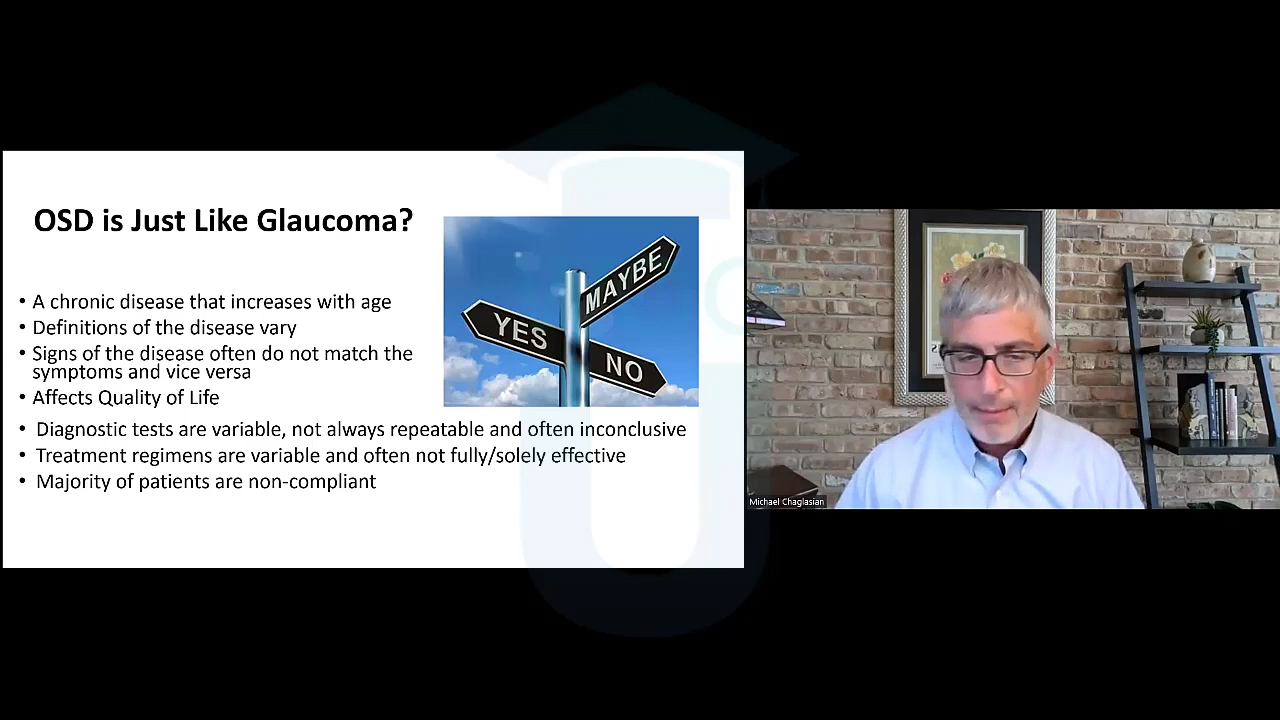 OSD is Just Like Glaucoma?
• A chronic disease that increases with age
• Definitions of the disease vary
• Signs of the disease often do not match the
symptoms and vice versa
• Affects Quality of Life
• Diagnostic tests are variable, not always repeatable and often inconclusive
• Treatment regimens are variable and often not fully/solely effective
• Majority of patients are non-compliant
MAYBE
YES
NO
Michael Chaglasian